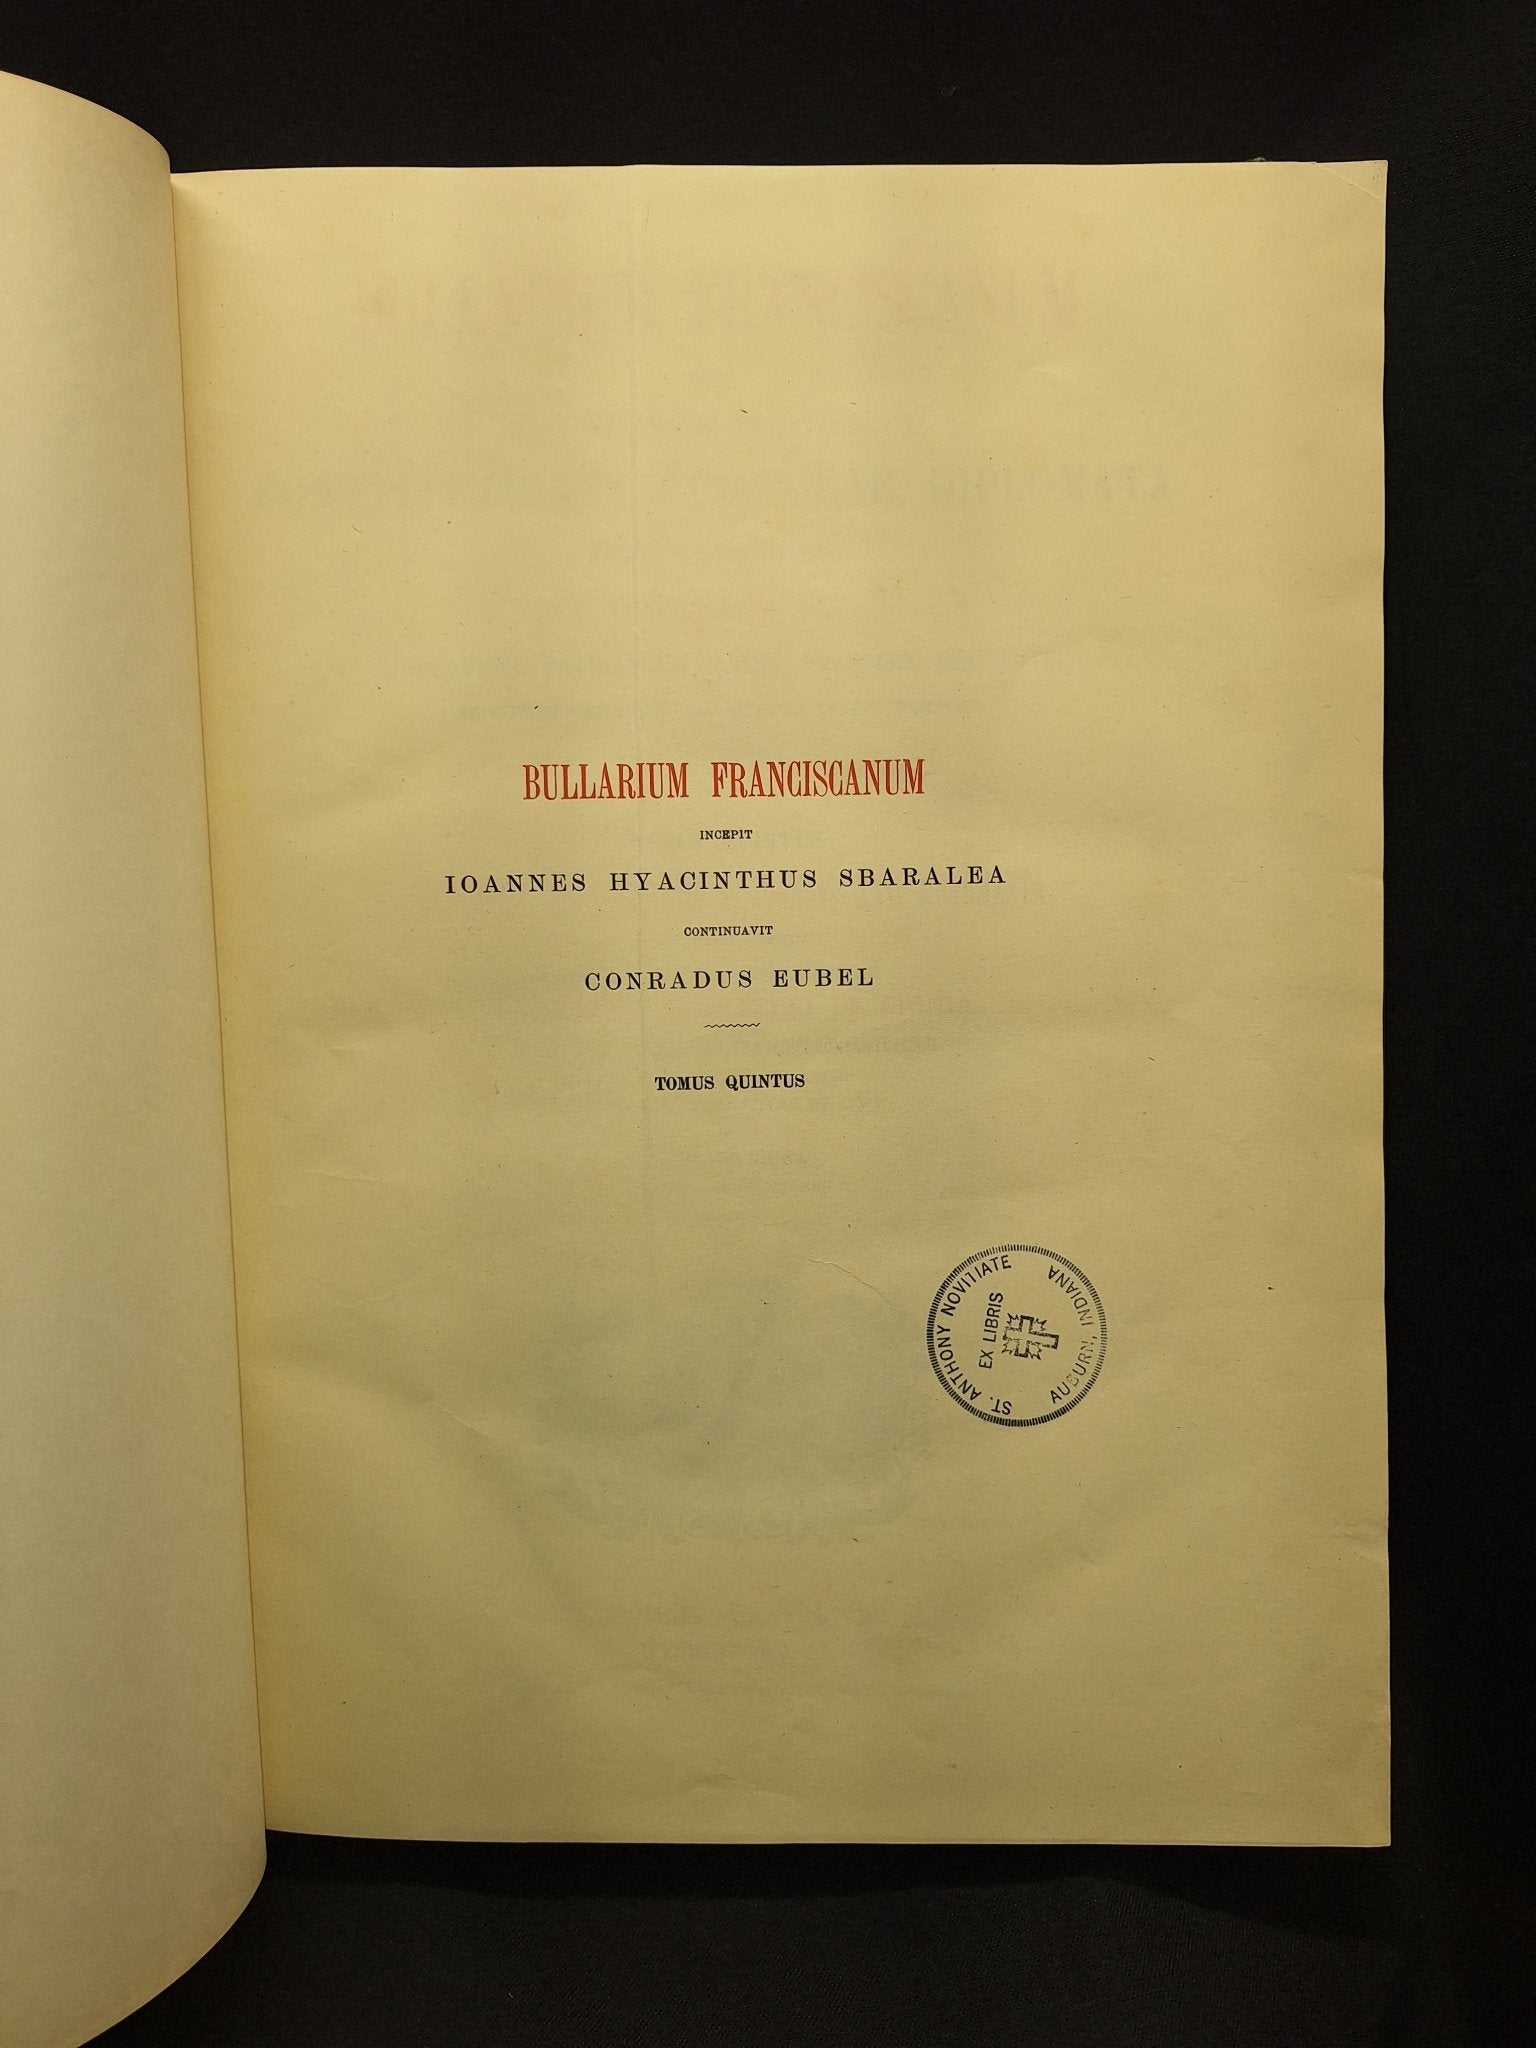 BULLARIUM FRANCISCANUM
INCEPIT
IOANNES HYACINTHUS SBARALEA
CONTINUAVIT
CONRADUS EUBEL
TOMUS QUINTUS
ST. ANTHONY NOVITIATE
EX LIBRIS
AUBURN, INDIANA